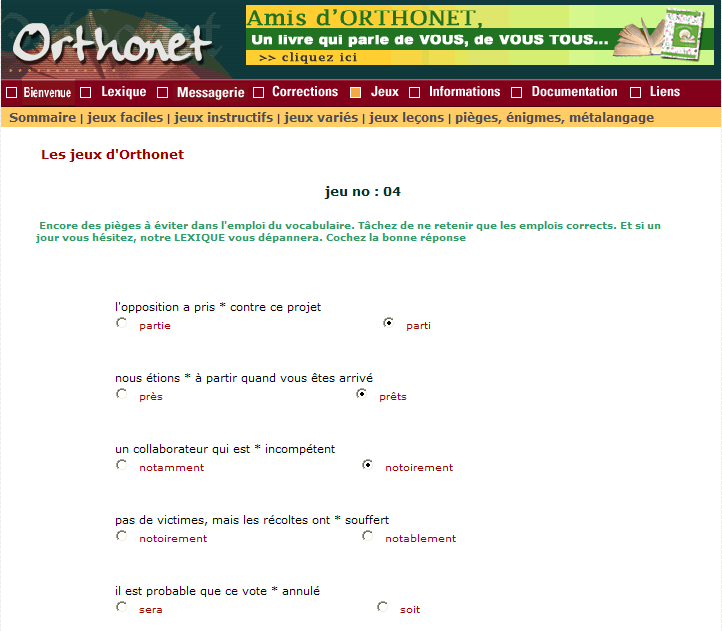 Orthonet
Amis d'ORTHONET,
Un livre qui parle de VOUS, de VOUS TOUS...
>> cliquez ici
Bienvenue Lexique Messagerie Corrections Jeux Informations Documentation Liens
Sommaire | jeux faciles | jeux instructifs | jeux variés | jeux leçons | pièges, énigmes, métalangage
Les jeux d'Orthonet
jeu no : 04
Encore des pièges à éviter dans l'emploi du vocabulaire. Tâchez de ne retenir que les emplois corrects. Et si un
jour vous hésitez, notre LEXIQUE vous dépannera. Cochez la bonne réponse
l'opposition a pris * contre ce projet
partie parti
nous étions * à partir quand vous êtes arrivé
près prêts
un collaborateur qui est * incompétent
notamment notoirement
pas de victimes, mais les récoltes ont * souffert
notoirement notablement
il est probable que ce vote * annulé
sera soit